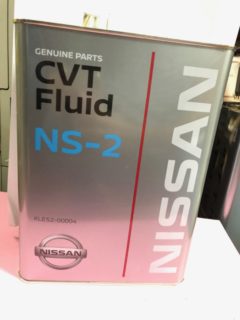 GENUINE PARTS
CVT
Fluid
NS-2
NISSAN
NISSAN
KLE52-00004